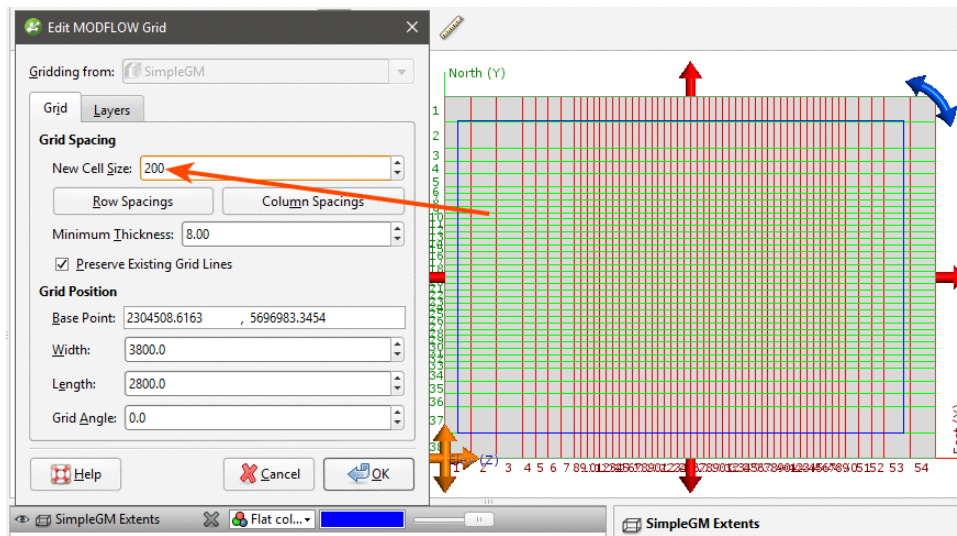 Edit MODFLOW Grid
Gridding from: SimpleGM
Grid Layers
Grid Spacing
New Cell Size: 200
Row Spacings Column Spacings
Minimum Thickness: 8.00
Preserve Existing Grid Lines
Grid Position
Base Point: 2304508.6163 , 5696983.3454
Width: 3800.0
Length: 2800.0
Grid Angle: 0.0
Help Cancel OK
North (Y)
1
2
3
4
5
33
34
35
36
37
38
(Z)
1 2 3 4 5 6 7 53 54
SimpleGM Extents Flat col...
SimpleGM Extents